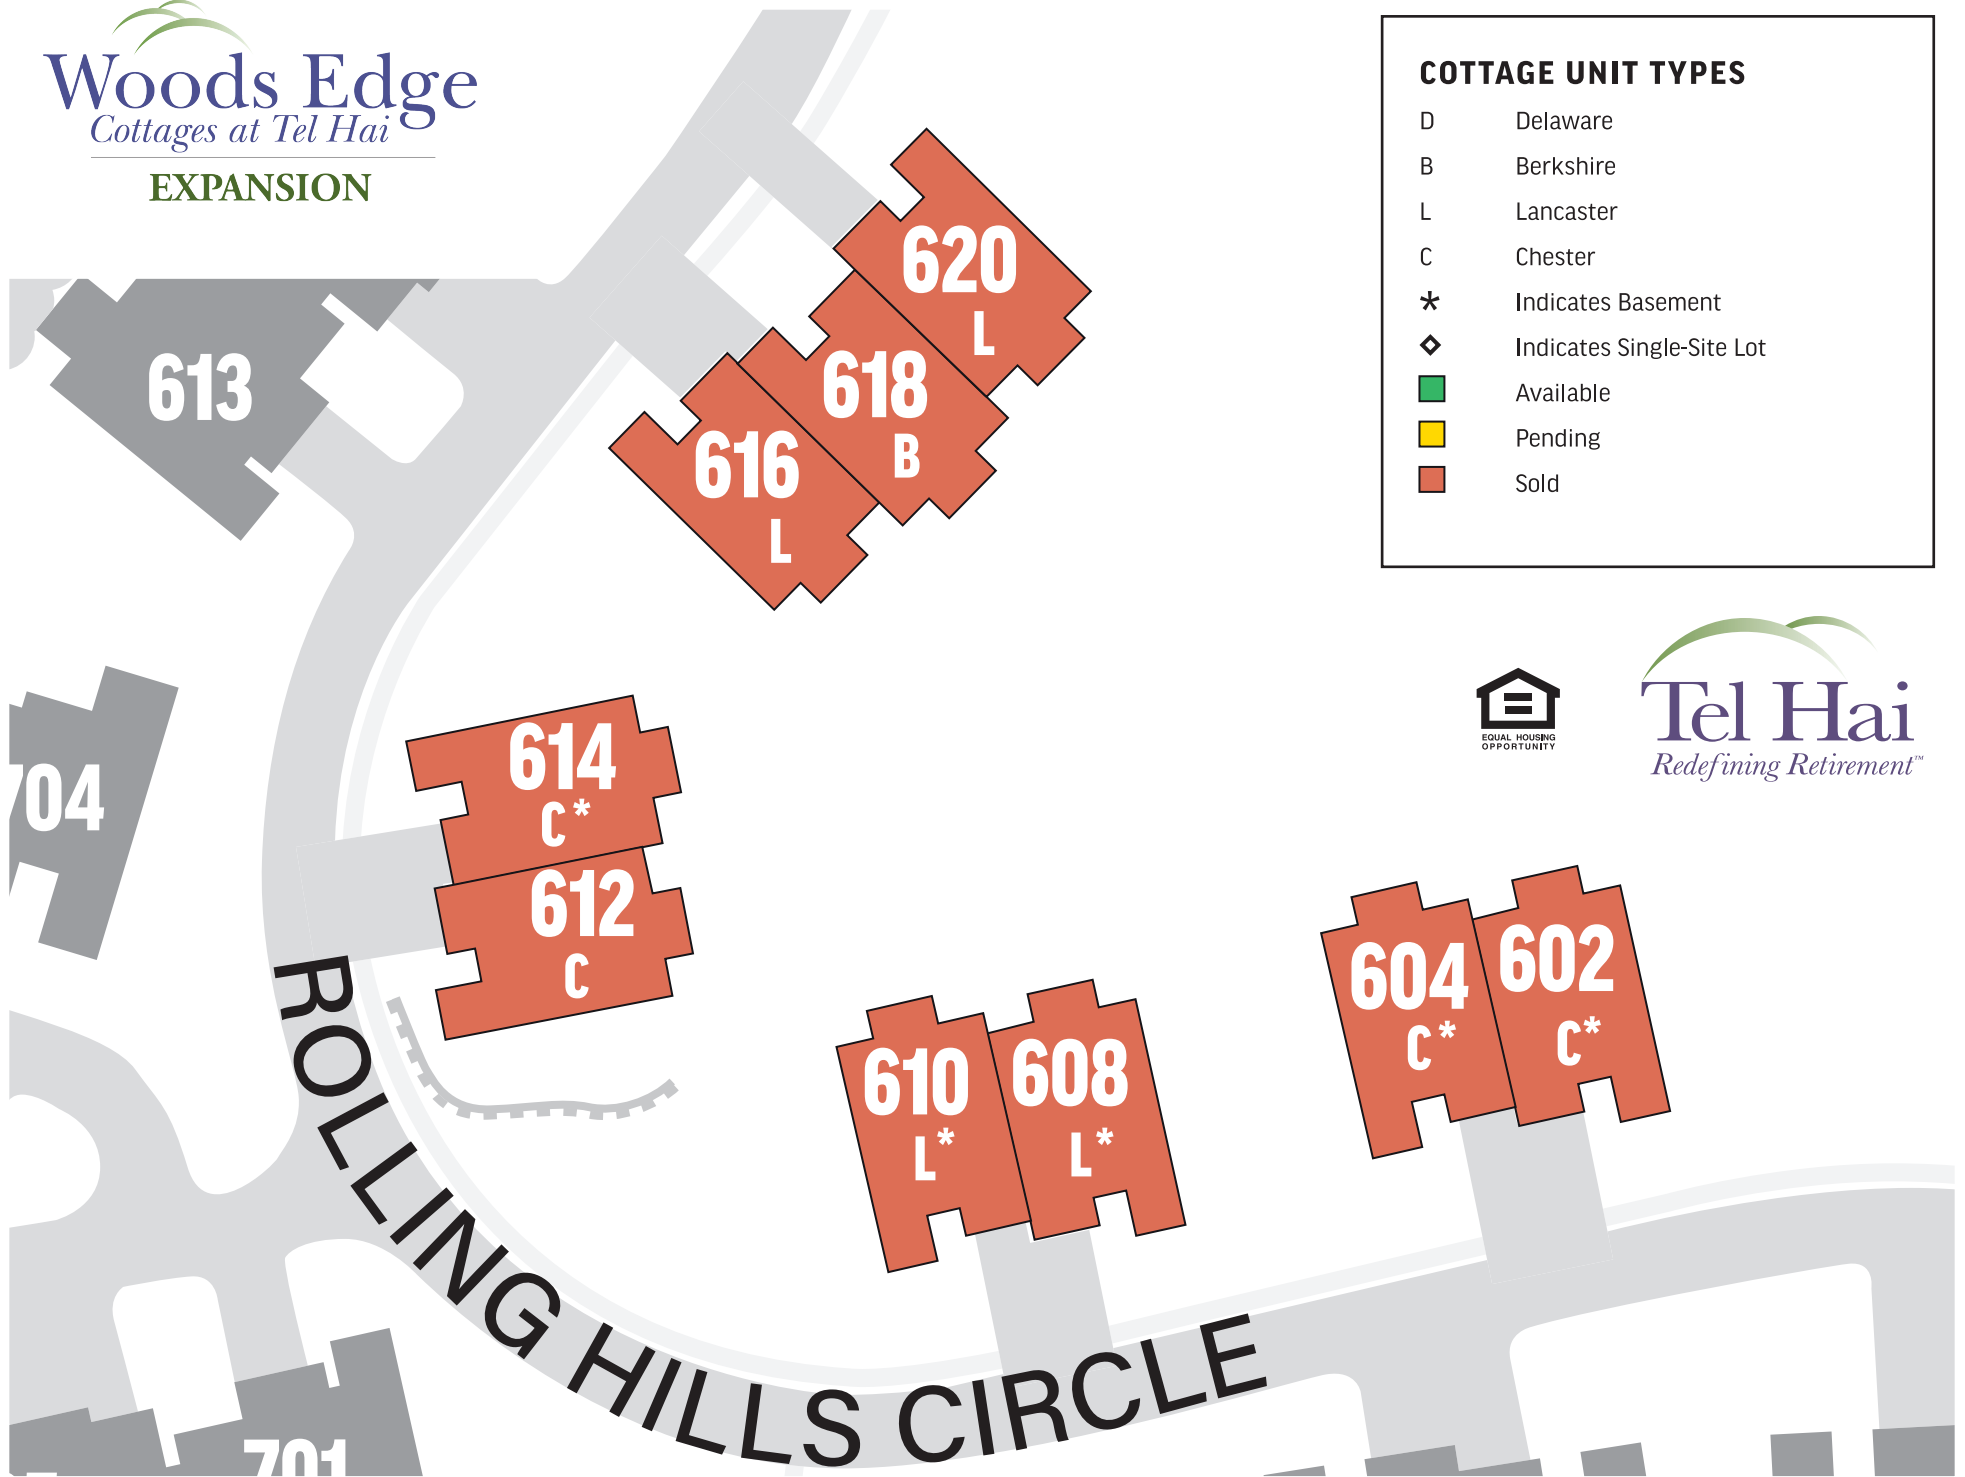 Woods Edge
Cottages at Tel Hai
EXPANSION
COTTAGE UNIT TYPES
D Delaware
B Berkshire
L Lancaster
C Chester
* Indicates Basement
◇ Indicates Single-Site Lot
Available
Pending
Sold
620
L
618
B
616
L
613
EQUAL HOUSING
OPPORTUNITY
Tel Hai
Redefining Retirement™
614
C*
704
612
C
604
C*
602
C*
610
L*
608
L*
ROLLING HILLS CIRCLE
701